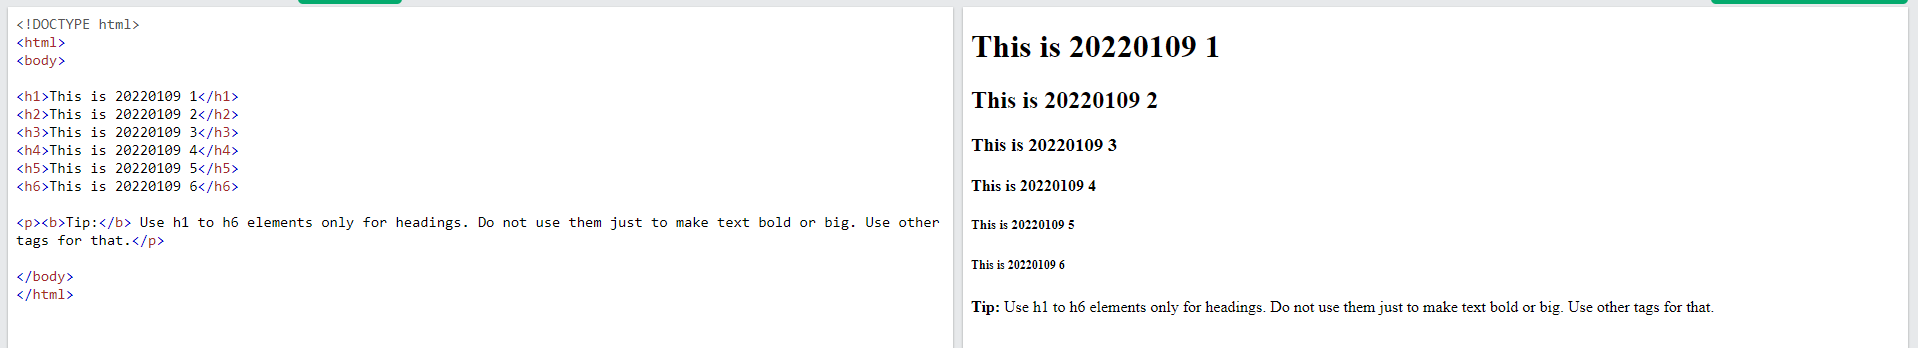 <!DOCTYPE html>
<html>
<body>
<h1>This is 20220109 1</h1>
<h2>This is 20220109 2</h2>
<h3>This is 20220109 3</h3>
<h4>This is 20220109 4</h4>
<h5>This is 20220109 5</h5>
<h6>This is 20220109 6</h6>
<p><b>Tip:</b> Use h1 to h6 elements only for headings. Do not use them just to make text bold or big. Use other
tags for that.</p>
</body>
</html>
This is 20220109 1
This is 20220109 2
This is 20220109 3
This is 20220109 4
This is 20220109 5
This is 20220109 6
Tip: Use h1 to h6 elements only for headings. Do not use them just to make text bold or big. Use other tags for that.